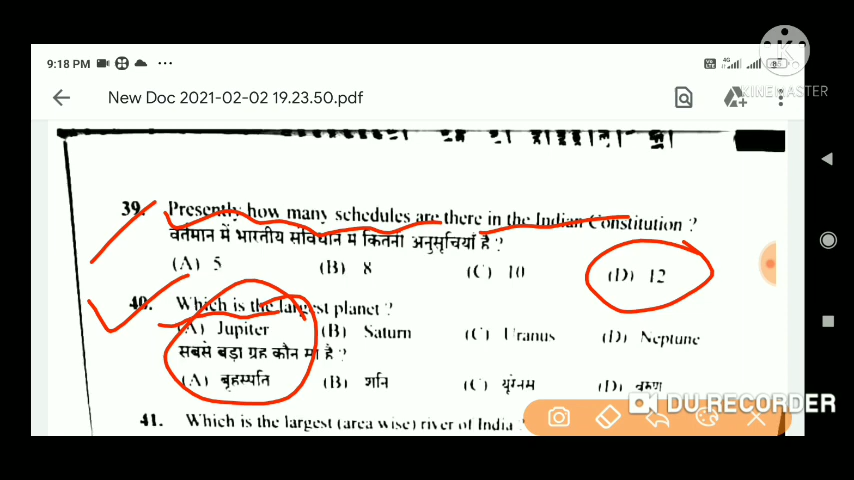 9:18 PM
KINEMASTER
New Doc 2021-02-02 19.23.50.pdf
39. Presently how many schedules are there in the Indian Constitution ?
वर्तमान में भारतीय संविधान म कितनी अनुसूचियाँ है ?
(A) 5 (B) 8 (C) 10 (D) 12
40. Which is the largest planet ?
(A) Jupiter (B) Saturn (C) Uranus (D) Neptune
सबसे बड़ा ग्रह कौन सा है ?
(A) बृहस्पति (B) शनि (C) यूरेनस (D) वरुण
DU RECORDER
41. Which is the largest (area wise) river of India ?